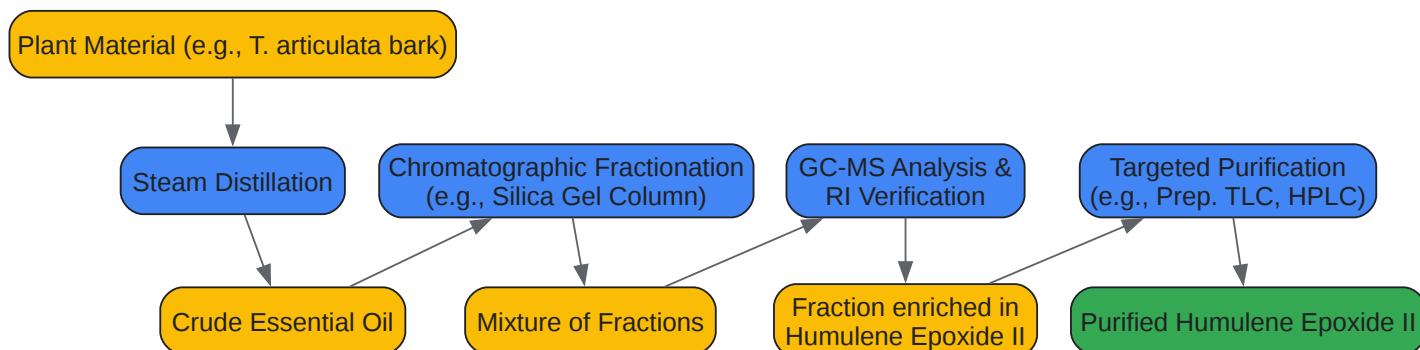 Plant Material (e.g., T. articulata bark)
Steam Distillation
Crude Essential Oil
Chromatographic Fractionation
(e.g., Silica Gel Column)
Mixture of Fractions
GC-MS Analysis &
RI Verification
Fraction enriched in
Humulene Epoxide II
Targeted Purification
(e.g., Prep. TLC, HPLC)
Purified Humulene Epoxide II